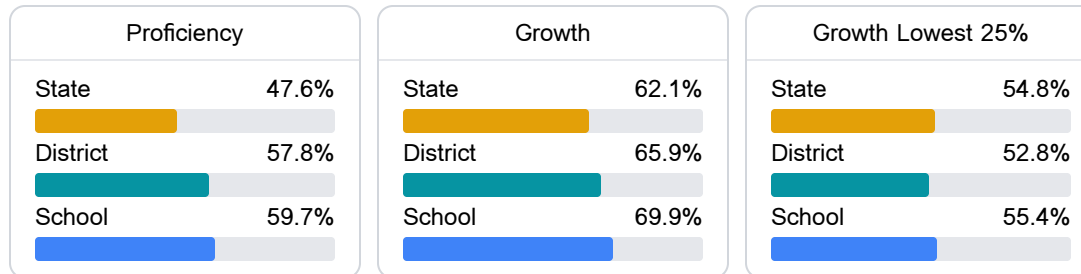 Proficiency
State 47.6%
District 57.8%
School 59.7%
Growth
State 62.1%
District 65.9%
School 69.9%
Growth Lowest 25%
State 54.8%
District 52.8%
School 55.4%